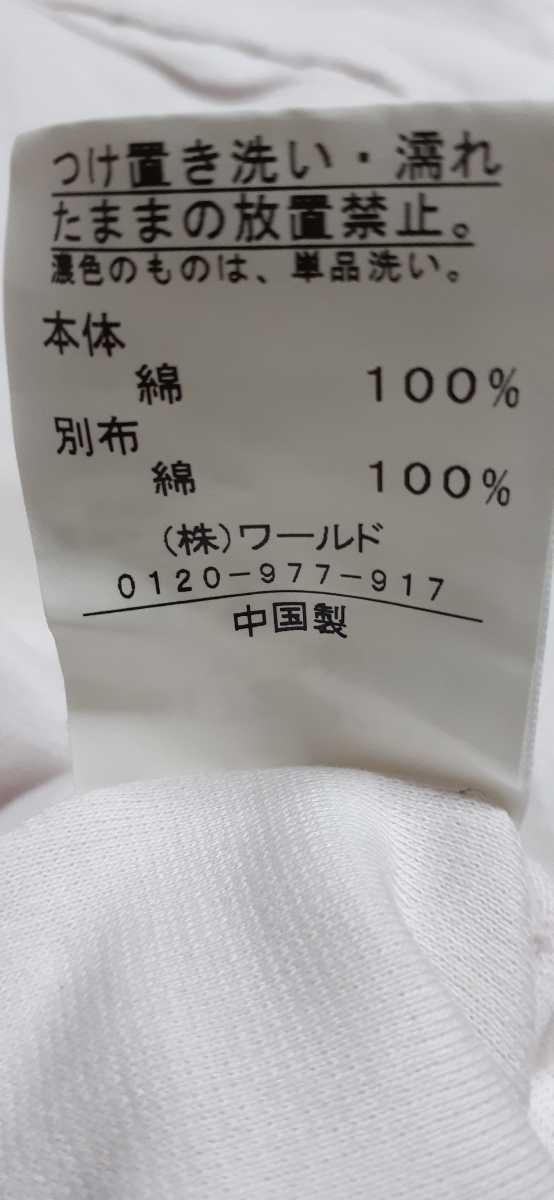 つけ置き洗い・濡れ
たままの放置禁止。
濃色のものは、単品洗い。
本体
綿 100%
別布
綿 100%
(株)ワールド
0120-977-917
中国製